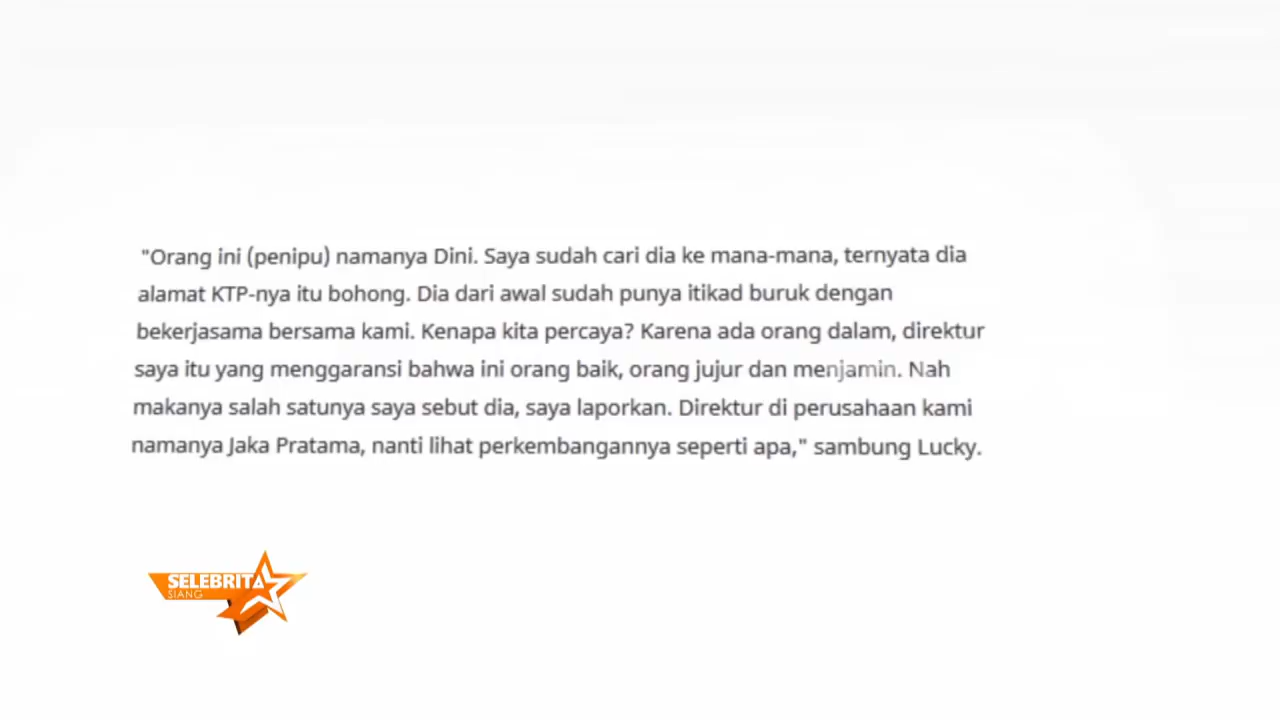 "Orang ini (penipu) namanya Dini. Saya sudah cari dia ke mana-mana, ternyata dia
alamat KTP-nya itu bohong. Dia dari awal sudah punya itikad buruk dengan
bekerjasama bersama kami. Kenapa kita percaya? Karena ada orang dalam, direktur
saya itu yang menggaransi bahwa ini orang baik, orang jujur dan menjamin. Nah
makanya salah satunya saya sebut dia, saya laporkan. Direktur di perusahaan kami
namanya Jaka Pratama, nanti lihat perkembangannya seperti apa," sambung Lucky.
SELEBRITA
SIANG